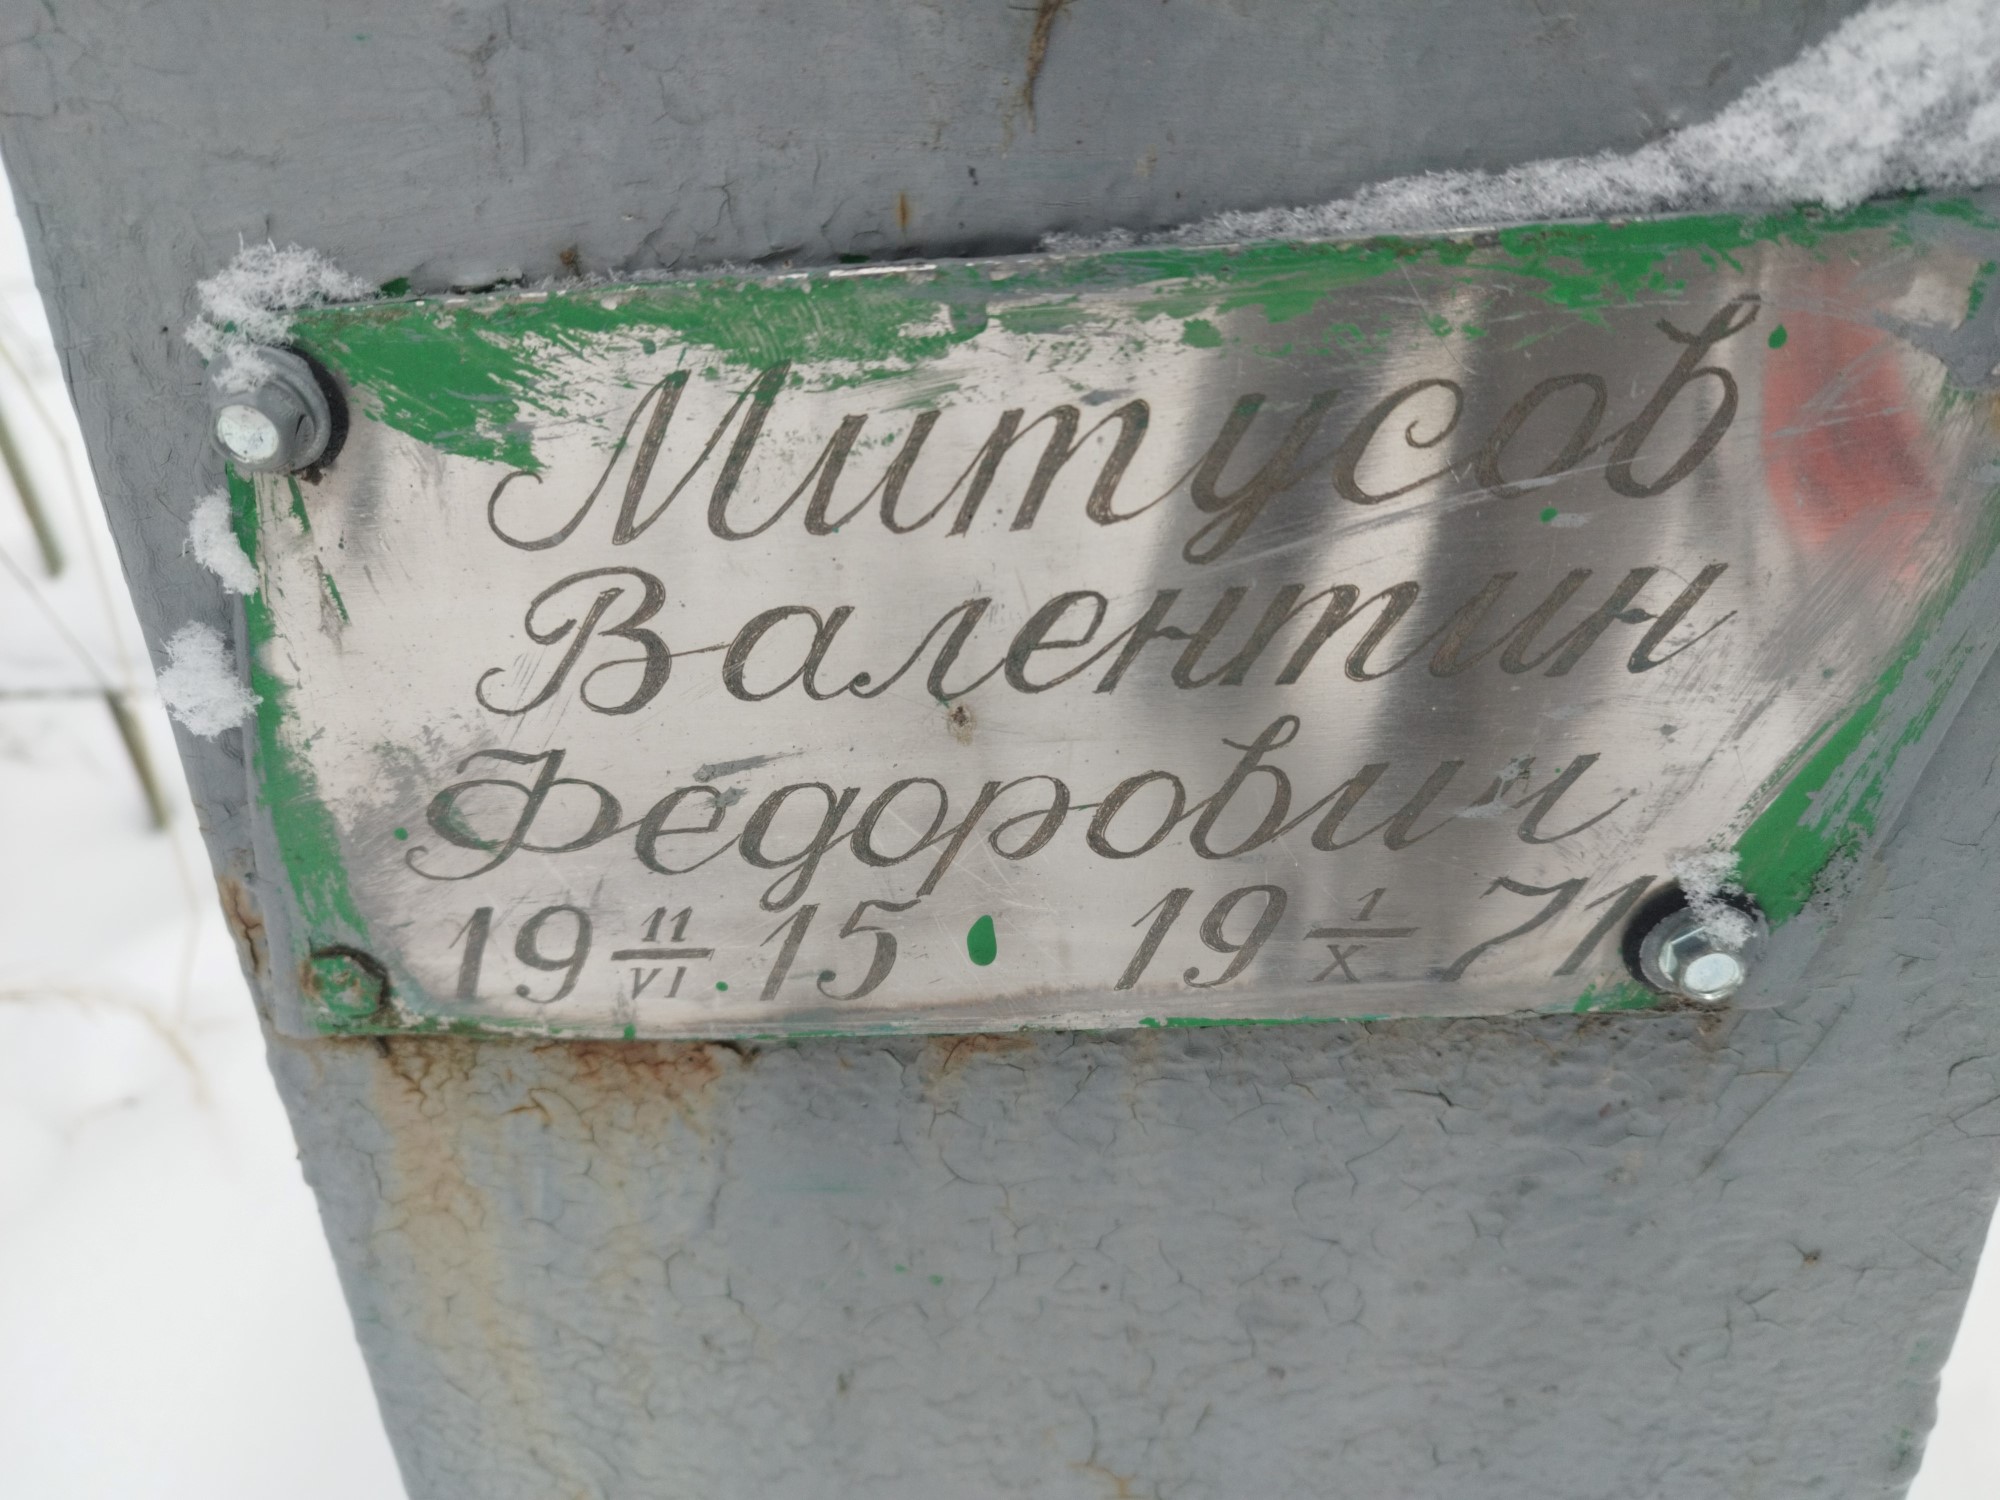 Митусов
Валентин
Федорович
19 11/VI 15 19 1/X 71